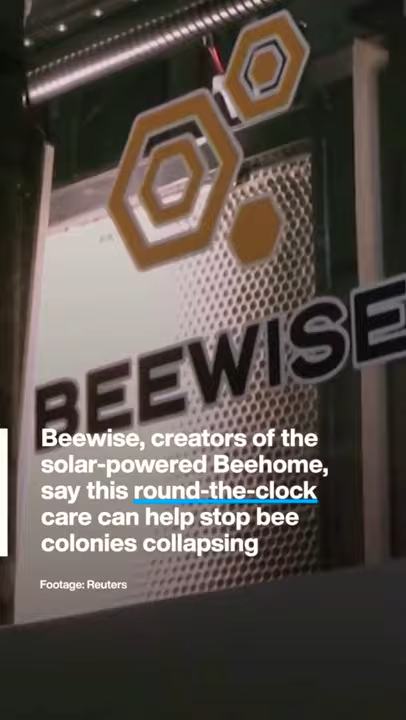 BEEWISE
Beewise, creators of the
solar-powered Beehome,
say this round-the-clock
care can help stop bee
colonies collapsing
Footage: Reuters